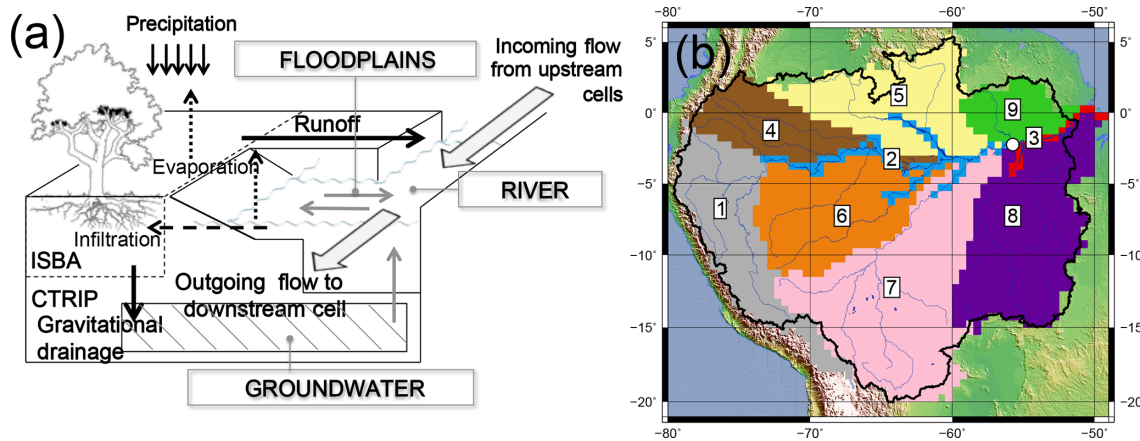 (a)
Precipitation
FLOODPLAINS
Incoming flow
from upstream
cells
Runoff
Evaporation
RIVER
Infiltration
ISBA
CTRIP
Gravitational
drainage
Outgoing flow to
downstream cell
GROUNDWATER
(b)
−80°
−70°
−60°
−50°
5°
5°
0°
0°
−5°
−5°
−10°
−10°
−15°
−15°
−20°
−20°
−80°
−70°
−60°
−50°
5
9
4
3
2
1
6
8
7